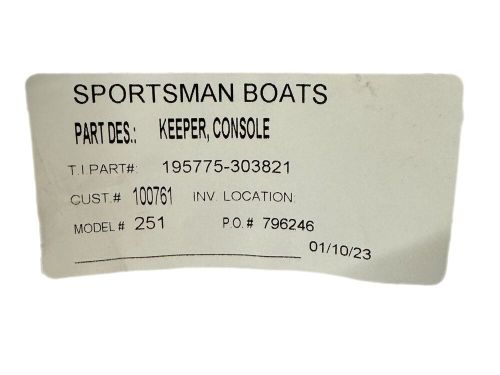 SPORTSMAN BOATS
PART DES.: KEEPER, CONSOLE
T.I PART#: 195775-303821
CUST.# 100761 INV. LOCATION:
MODEL # 251 P.O.# 796246
01/10/23